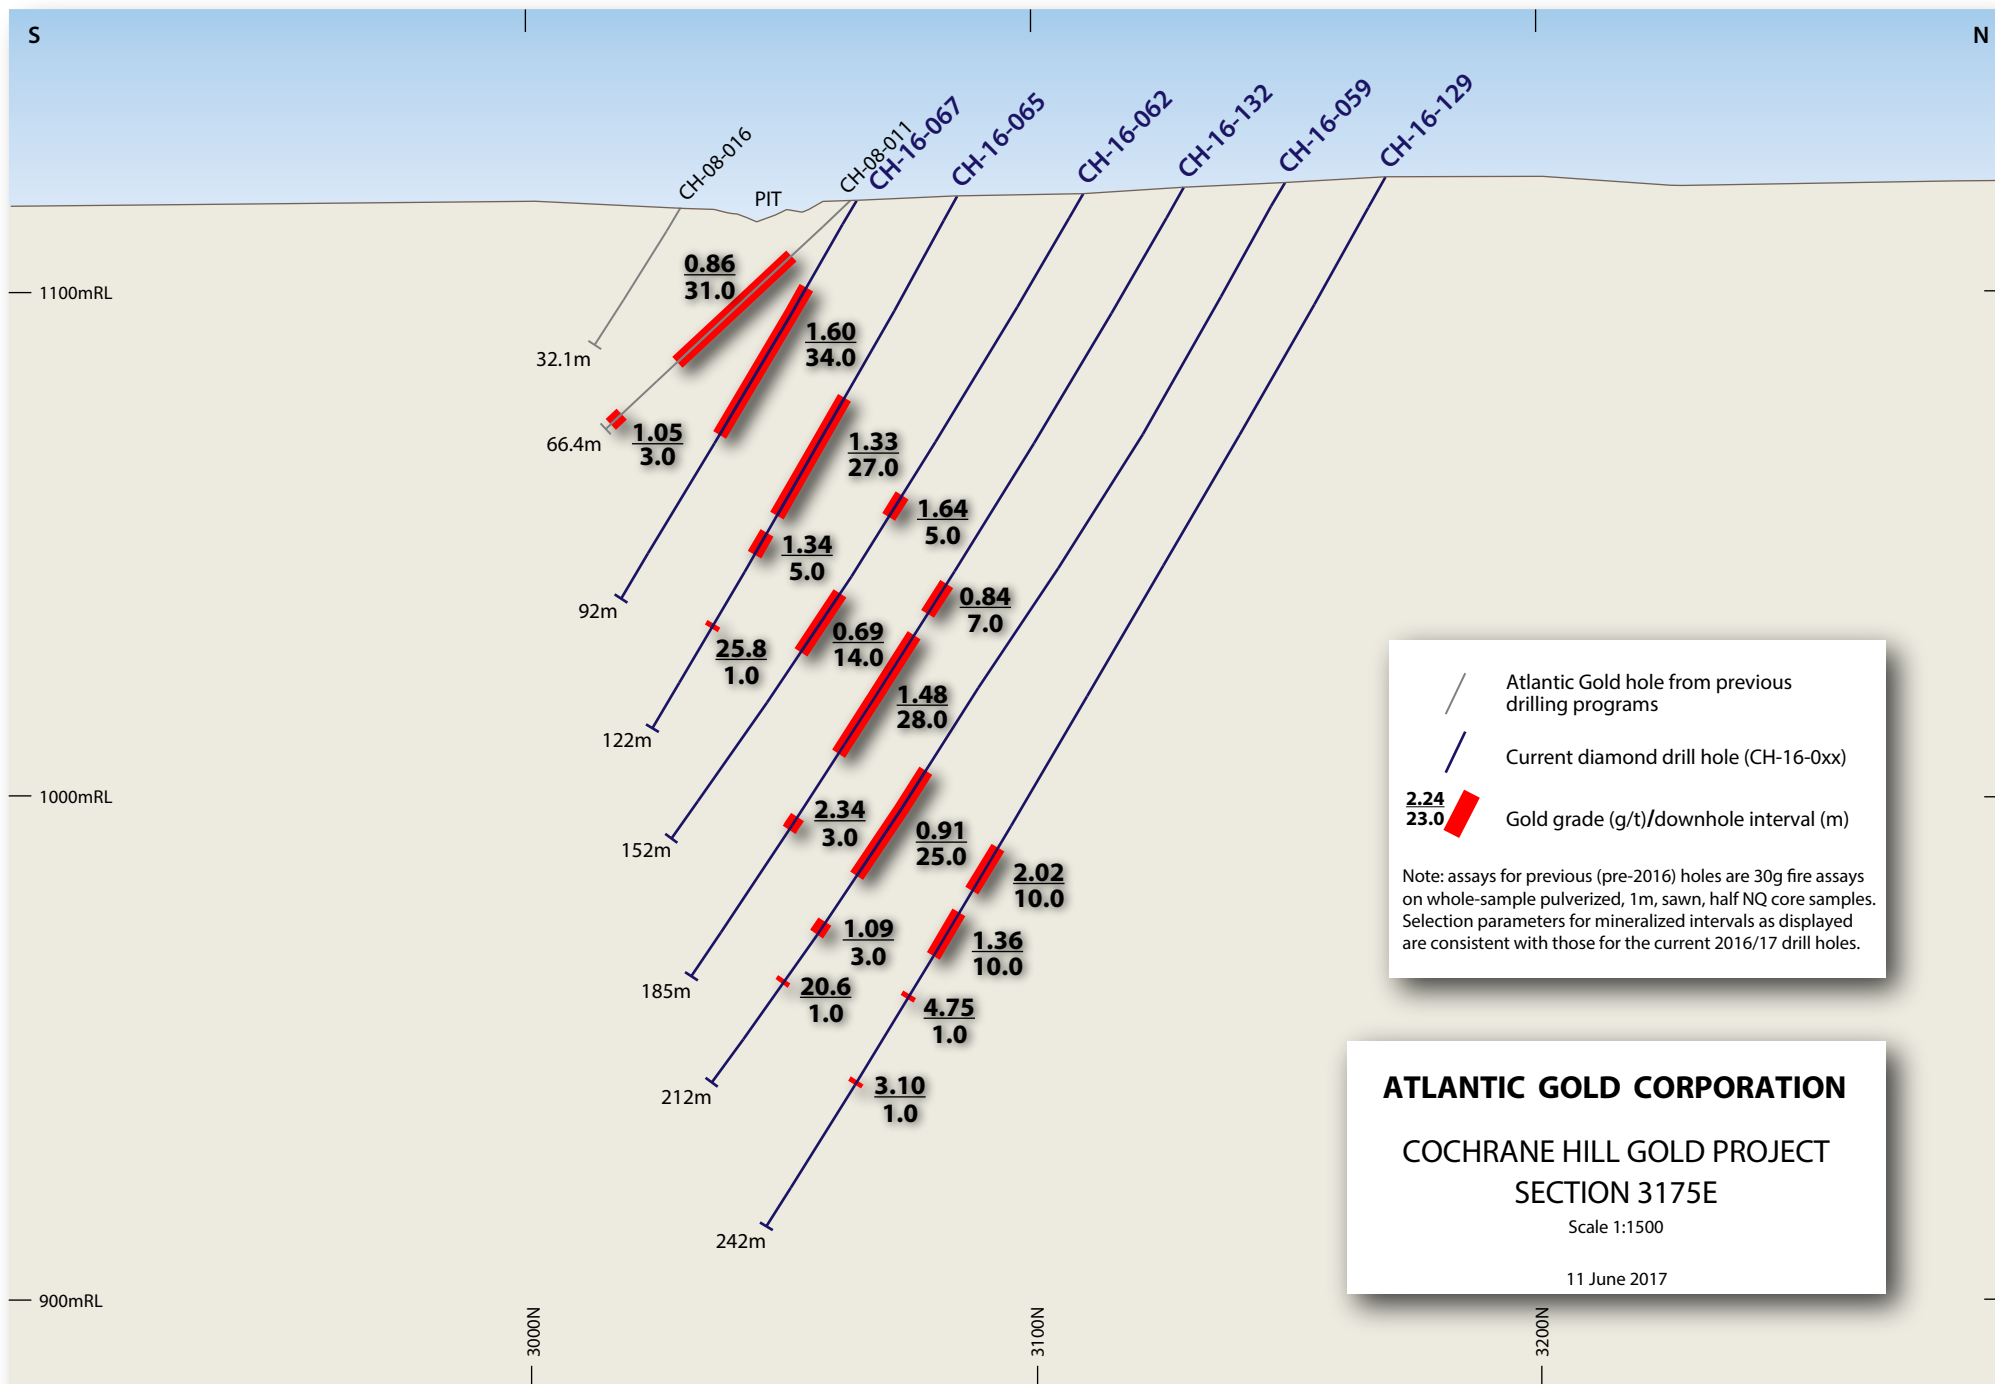 S
N
CH-08-016
PIT
CH-08-011
CH-16-067
CH-16-065
CH-16-062
CH-16-132
CH-16-059
CH-16-129
1100mRL
1000mRL
900mRL
0.86
31.0
1.60
34.0
32.1m
1.05
3.0
66.4m
1.33
27.0
1.64
5.0
1.34
5.0
92m
0.84
7.0
25.8
1.0
0.69
14.0
1.48
28.0
122m
2.34
3.0
152m
0.91
25.0
2.02
10.0
1.09
3.0
1.36
10.0
185m
20.6
1.0
4.75
1.0
212m
3.10
1.0
242m
Atlantic Gold hole from previous
drilling programs
Current diamond drill hole (CH-16-0xx)
2.24
23.0
Gold grade (g/t)/downhole interval (m)
Note: assays for previous (pre-2016) holes are 30g fire assays
on whole-sample pulverized, 1m, sawn, half NQ core samples.
Selection parameters for mineralized intervals as displayed
are consistent with those for the current 2016/17 drill holes.
ATLANTIC GOLD CORPORATION
COCHRANE HILL GOLD PROJECT
SECTION 3175E
Scale 1:1500
11 June 2017
3000N
3100N
3200N